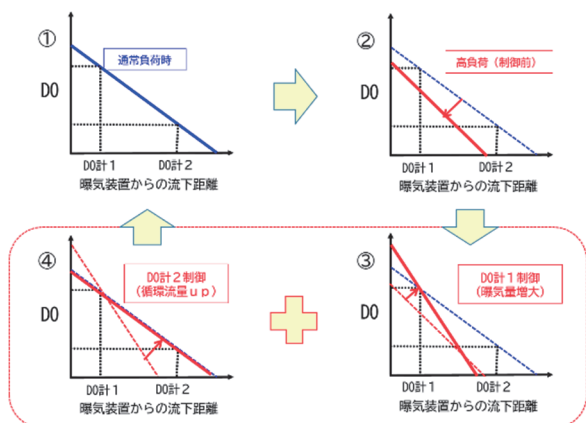 ①
通常負荷時
DO
DO計1
DO計2
曝気装置からの流下距離
②
高負荷(制御前)
DO
DO計1
DO計2
曝気装置からの流下距離
④
DO計2制御
(循環流量up)
DO
DO計1
DO計2
曝気装置からの流下距離
③
DO計1制御
(曝気量増大)
DO
DO計1
DO計2
曝気装置からの流下距離